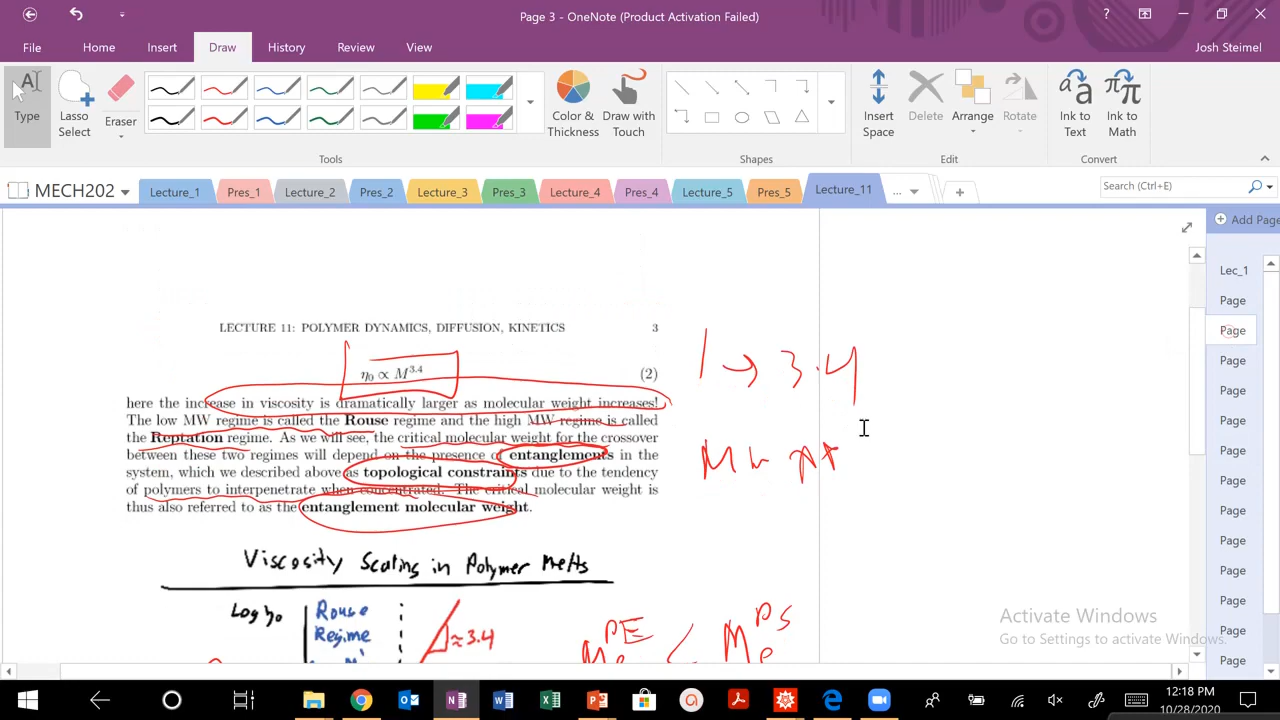 Page 3 - OneNote (Product Activation Failed)
?
File
Home
Insert
Draw
History
Review
View
Josh Steimel
Type
Lasso
Select
Eraser
Color &
Thickness
Draw with
Touch
Insert
Space
Delete
Arrange
Rotate
Ink to
Text
Ink to
Math
Tools
Shapes
Edit
Convert
MECH202
Lecture_1
Pres_1
Lecture_2
Pres_2
Lecture_3
Pres_3
Lecture_4
Pres_4
Lecture_5
Pres_5
Lecture_11
...
Search (Ctrl+E)
Add Page
Lec_1
Page
Page
Page
Page
Page
Page
Page
Page
Page
Page
Page
Page
Page
LECTURE 11: POLYMER DYNAMICS, DIFFUSION, KINETICS 3
η₀ ∝ M^3.4 (2)
here the increase in viscosity is dramatically larger as molecular weight increases!
The low MW regime is called the Rouse regime and the high MW regime is called
the Reptation regime. As we will see, the critical molecular weight for the crossover
between these two regimes will depend on the presence of entanglements in the
system, which we described above as topological constraints due to the tendency
of polymers to interpenetrate when concentrated. The critical molecular weight is
thus also referred to as the entanglement molecular weight.
1 → 3.4
Viscosity Scaling in Polymer Melts
Log η₀
Rouse
Regime
≈3.4
Me^PE < Me^PS
Activate Windows
Go to Settings to activate Windows.
12:18 PM
10/28/2020